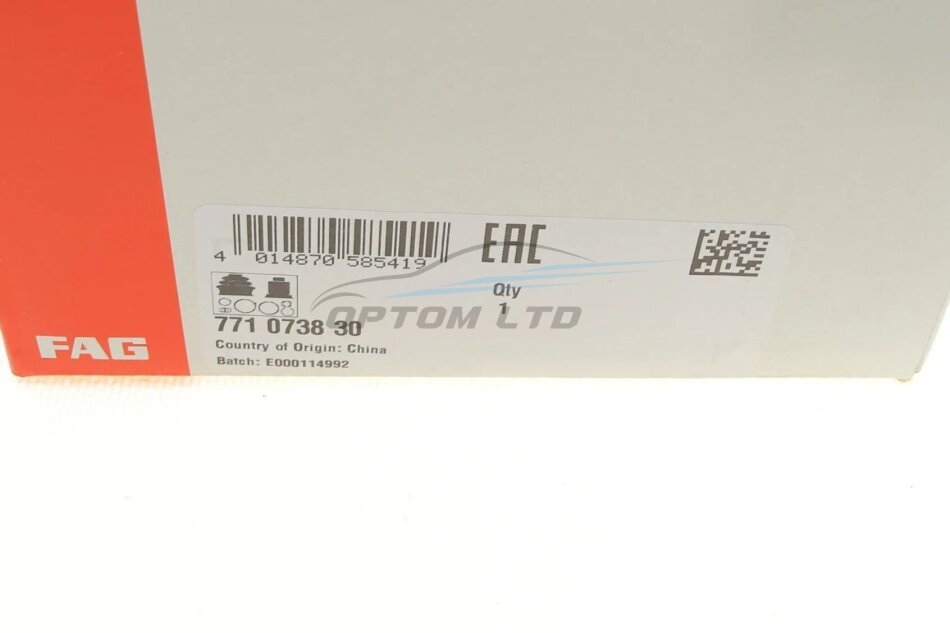 4 014870 585419
EAC
Qty
1
771 0738 30
Country of Origin: China
Batch: E000114992
FAG
OPTOM LTD